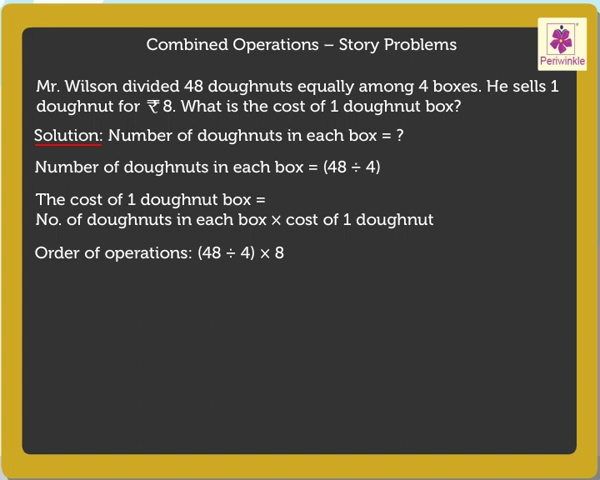 Combined Operations – Story Problems
Periwinkle
Mr. Wilson divided 48 doughnuts equally among 4 boxes. He sells 1
doughnut for ₹ 8. What is the cost of 1 doughnut box?
Solution: Number of doughnuts in each box = ?
Number of doughnuts in each box = (48 ÷ 4)
The cost of 1 doughnut box =
No. of doughnuts in each box × cost of 1 doughnut
Order of operations: (48 ÷ 4) × 8